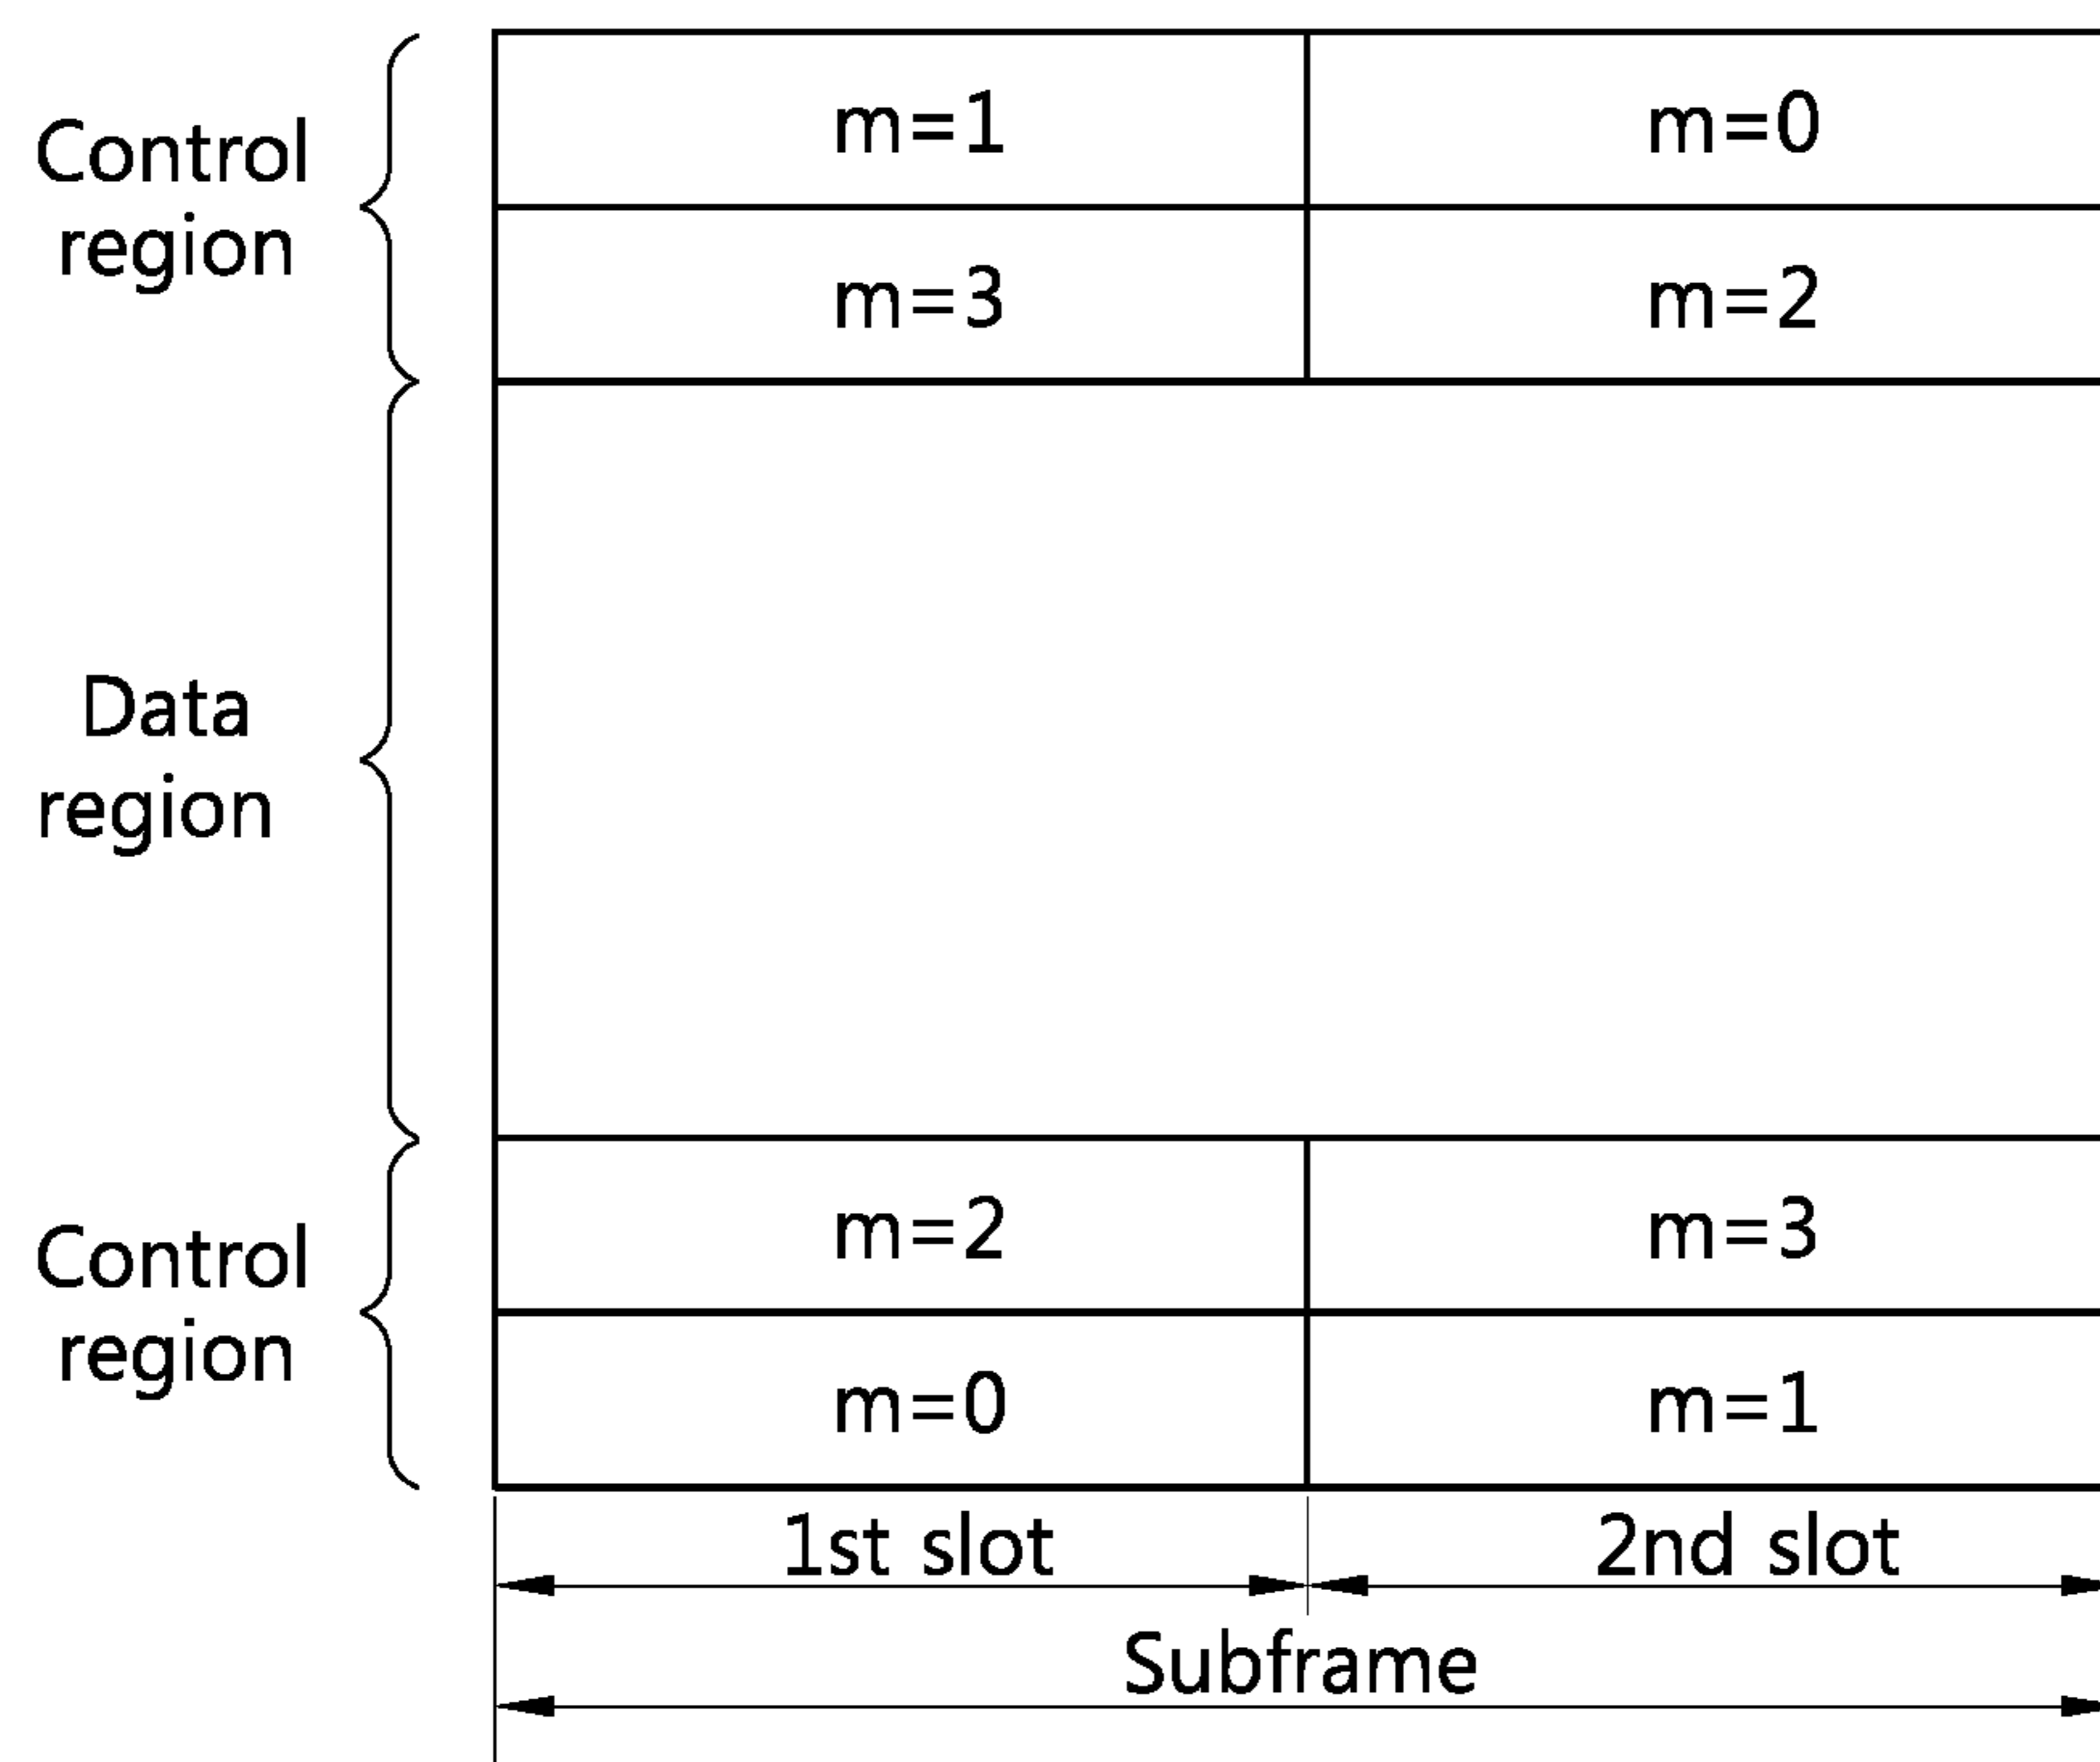 m=1 m=0
Control
region
m=3 m=2
Data
region
m=2 m=3
Control
region
m=0 m=1
1st slot 2nd slot
Subframe